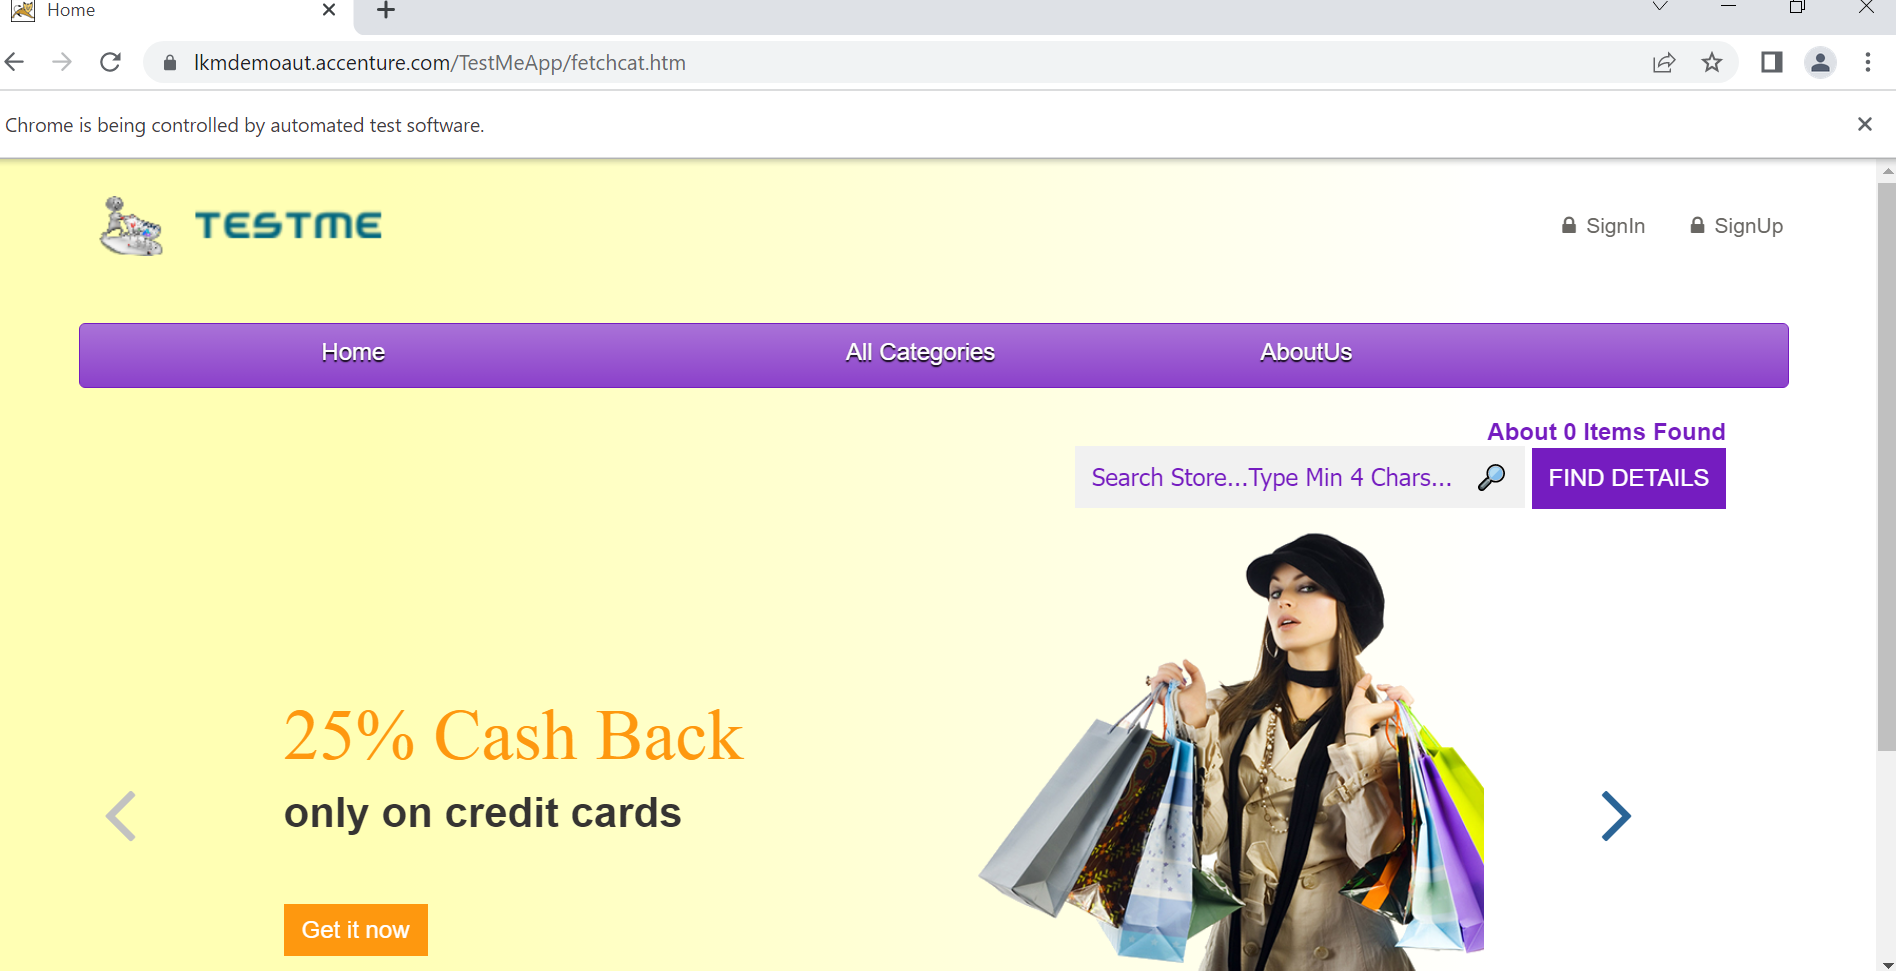 Home
lkmdemoaut.accenture.com/TestMeApp/fetchcat.htm
Chrome is being controlled by automated test software.
TESTME
SignIn SignUp
Home All Categories AboutUs
About 0 Items Found
Search Store...Type Min 4 Chars... FIND DETAILS
25% Cash Back
only on credit cards
Get it now